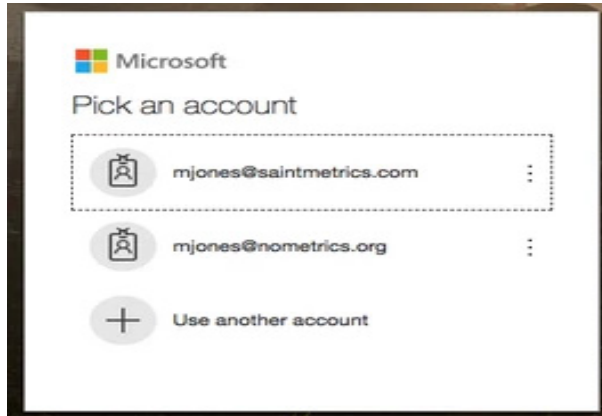 Microsoft
Pick an account
mjones@saintmetrics.com
mjones@nometrics.org
Use another account